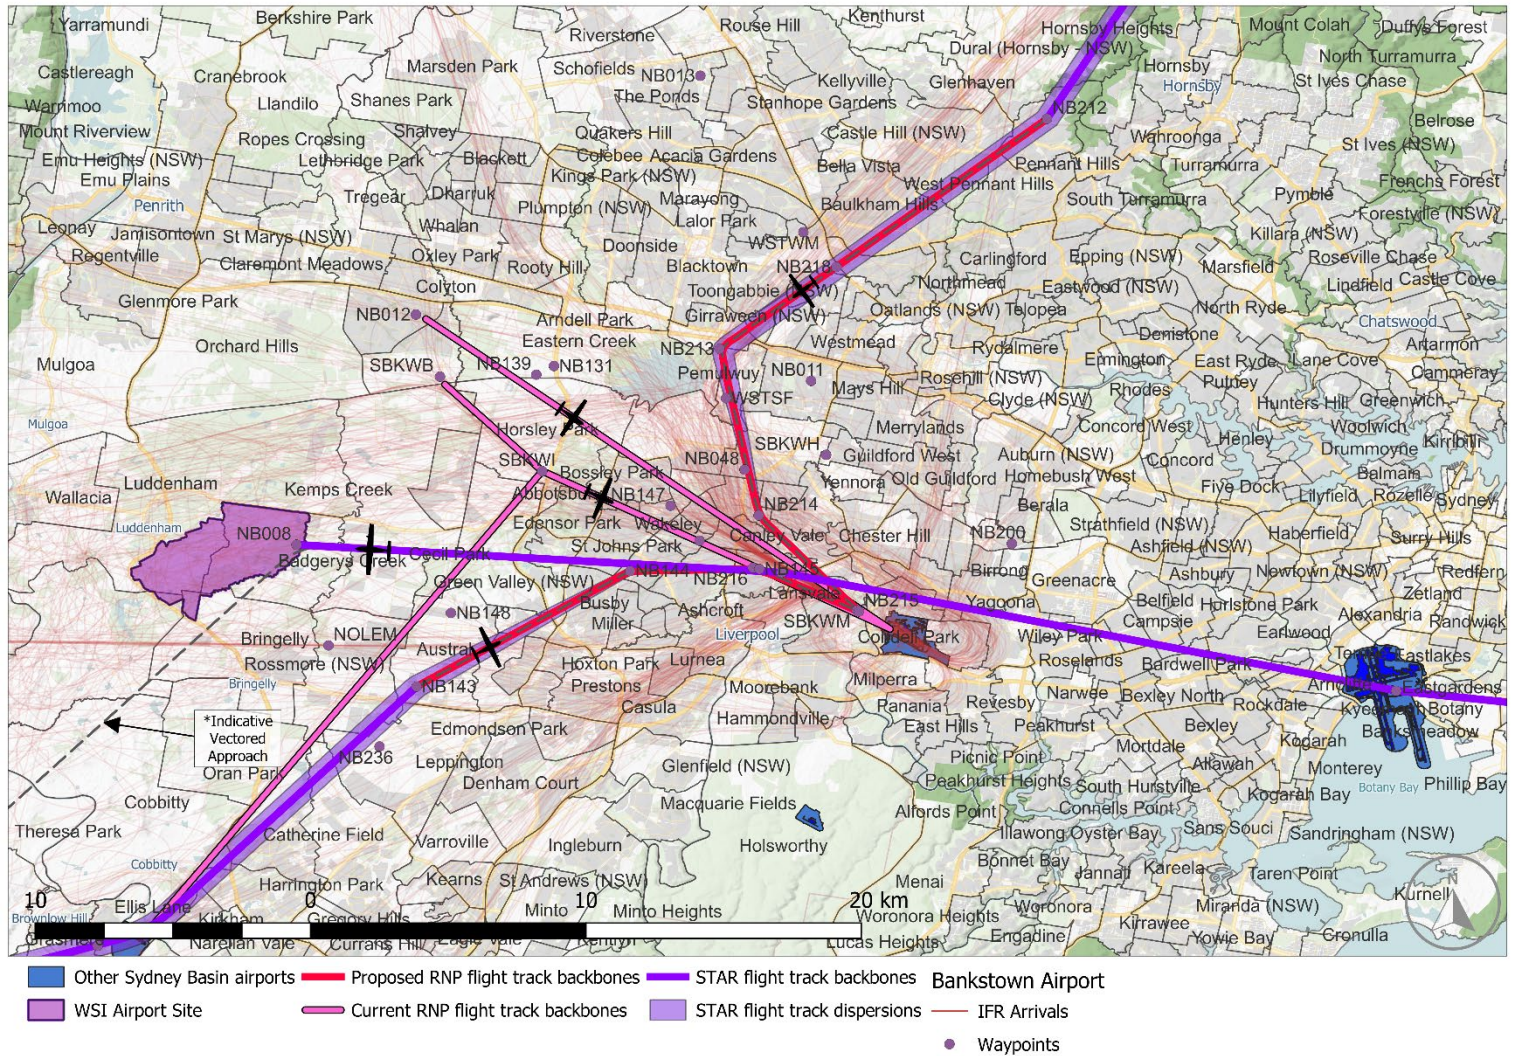 Yarramundi
Berkshire Park
Riverstone
Rouse Hill
Kenthurst
Hornsby Heights
Mount Colah
Duffys Forest
Castlereagh
Cranebrook
Marsden Park
Schofields
NB013
The Ponds
Kellyville
Dural (Hornsby - NSW)
Glenhaven
Hornsby
Hornsby
North Turramurra
St Ives Chase
Warrimoo
Llandilo
Shanes Park
Stanhope Gardens
NB212
Mount Riverview
Ropes Crossing
Shalvey
Quakers Hill
Castle Hill (NSW)
Wahroonga
Belrose
St Ives (NSW)
Emu Heights (NSW)
Lethbridge Park
Blackett
Colebee
Acacia Gardens
Bella Vista
Pennant Hills
Turramurra
Emu Plains
Kings Park (NSW)
West Pennant Hills
Frenchs Forest
Penrith
Tregear
Dharruk
Plumpton (NSW)
Marayong
Baulkham Hills
South Turramurra
Pymble
Forestville (NSW)
Leonay
Jamisontown
St Marys (NSW)
Whalan
Lalor Park
WSTWM
Killara (NSW)
Regentville
Claremont Meadows
Oxley Park
Rooty Hill
Doonside
Blacktown
NB218
Carlingford
Epping (NSW)
Marsfield
Roseville Chase
Castle Cove
Colyton
Toongabbie (NSW)
Northmead
Eastwood (NSW)
Lindfield
Glenmore Park
NB012
Arndell Park
Girraween (NSW)
Oatlands (NSW)
Telopea
North Ryde
Chatswood
Orchard Hills
Eastern Creek
NB213
Westmead
Rydalmere
Denistone
Artarmon
Mulgoa
SBKWB
NB139
NB131
Pemulwuy
NB011
Mays Hill
Rosehill (NSW)
Ermington
East Ryde
Lane Cove
Cammeray
WSTSF
Clyde (NSW)
Rhodes
Putney
Hunters Hill
Greenwich
Mulgoa
Horsley Park
SBKWH
Merrylands
Concord West
Henley
Woolwich
Kirribilli
SBKWI
Bossley Park
NB048
Guildford West
Auburn (NSW)
Concord
Drummoyne
Balmain
Wallacia
Luddenham
Kemps Creek
Abbotsbury
NB147
Yennora
Old Guildford
Homebush West
Five Dock
Lilyfield
Rozelle
Sydney
Luddenham
NB008
Edensor Park
Wakeley
NB214
Canley Vale
Chester Hill
NB200
Berala
Strathfield (NSW)
Haberfield
Surry Hills
Badgerys Creek
Cecil Park
St Johns Park
Ashfield (NSW)
Green Valley (NSW)
NB144
NB216
NB145
Birrong
Greenacre
Ashbury
Newtown (NSW)
Redfern
NB148
Busby
Ashcroft
Lansvale
NB215
Yagoona
Belfield
Hurlstone Park
Zetland
Bringelly
NOLEM
Miller
Liverpool
SBKWM
Condell Park
Wiley Park
Campsie
Earlwood
Alexandria
Randwick
Rossmore (NSW)
Austral
Hoxton Park
Lurnea
Roselands
Bardwell Park
Eastlakes
Bringelly
NB143
Prestons
Moorebank
Milperra
Narwee
Bexley North
Rockdale
Eastgardens
*Indicative
Vectored
Approach
Casula
Hammondville
Panania
Revesby
Peakhurst
Bexley
Botany
Edmondson Park
East Hills
Mortdale
Kogarah
Banksmeadow
NB236
Leppington
Glenfield (NSW)
Picnic Point
Allawah
Monterey
Oran Park
Denham Court
Peakhurst Heights
South Hurstville
Kogarah Bay
Botany Bay
Phillip Bay
Cobbitty
Macquarie Fields
Alfords Point
Connells Point
Theresa Park
Catherine Field
Varroville
Ingleburn
Holsworthy
Illawong
Oyster Bay
Sans Souci
Sandringham (NSW)
Cobbitty
Bonnet Bay
Jannali
Kareela
Taren Point
Harrington Park
Kearns
St Andrews (NSW)
Menai
Kurnell
N
10
0
10
20 km
Ellis Lane
Brownlow Hill
Kirkham
Gregory Hills
Minto
Minto Heights
Woronora Heights
Woronora
Miranda (NSW)
Grasmere
Narellan Vale
Currans Hill
Eagle Vale
Kentlyn
Lucas Heights
Engadine
Kirrawee
Yowie Bay
Cronulla
Other Sydney Basin airports
Proposed RNP flight track backbones
STAR flight track backbones
Bankstown Airport
WSI Airport Site
Current RNP flight track backbones
STAR flight track dispersions
IFR Arrivals
Waypoints